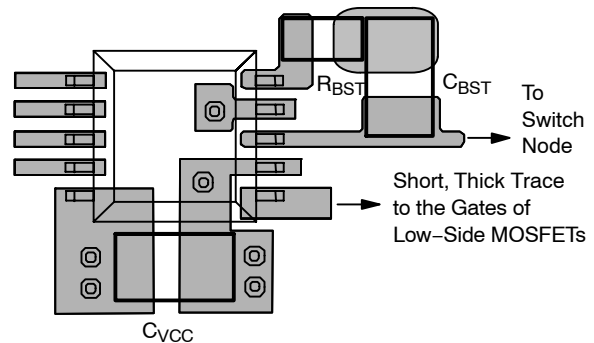 RBST
CBST
To
Switch
Node
Short, Thick Trace
to the Gates of
Low−Side MOSFETs
CVCC